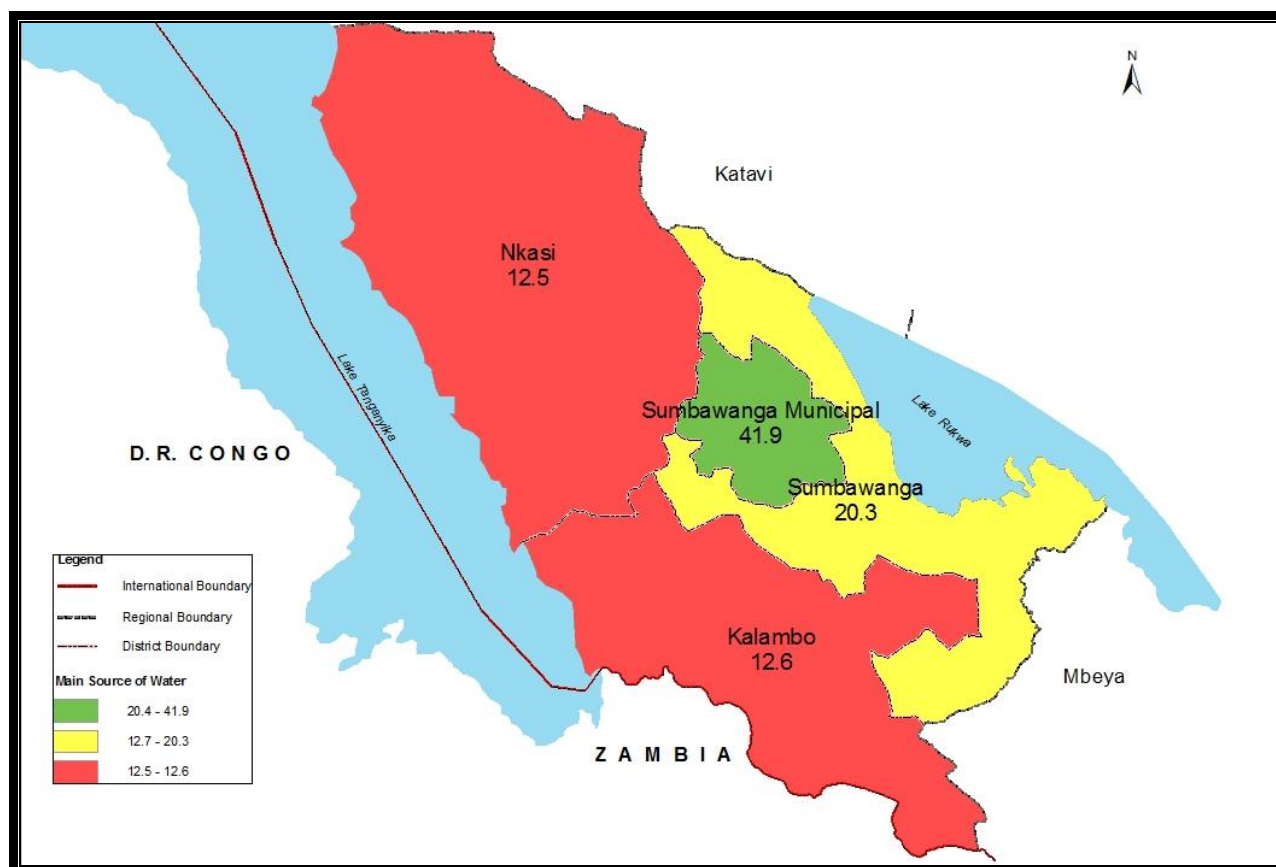 N
Katavi
Nkasi
12.5
Lake Tanganyika
Sumbawanga Municipal
41.9
Lake Rukwa
D. R. CONGO
Sumbawanga
20.3
Legend
International Boundary
Regional Boundary
District Boundary
Main Source of Water
20.4 - 41.9
12.7 - 20.3
12.5 - 12.6
Kalambo
12.6
Mbeya
ZAMBIA